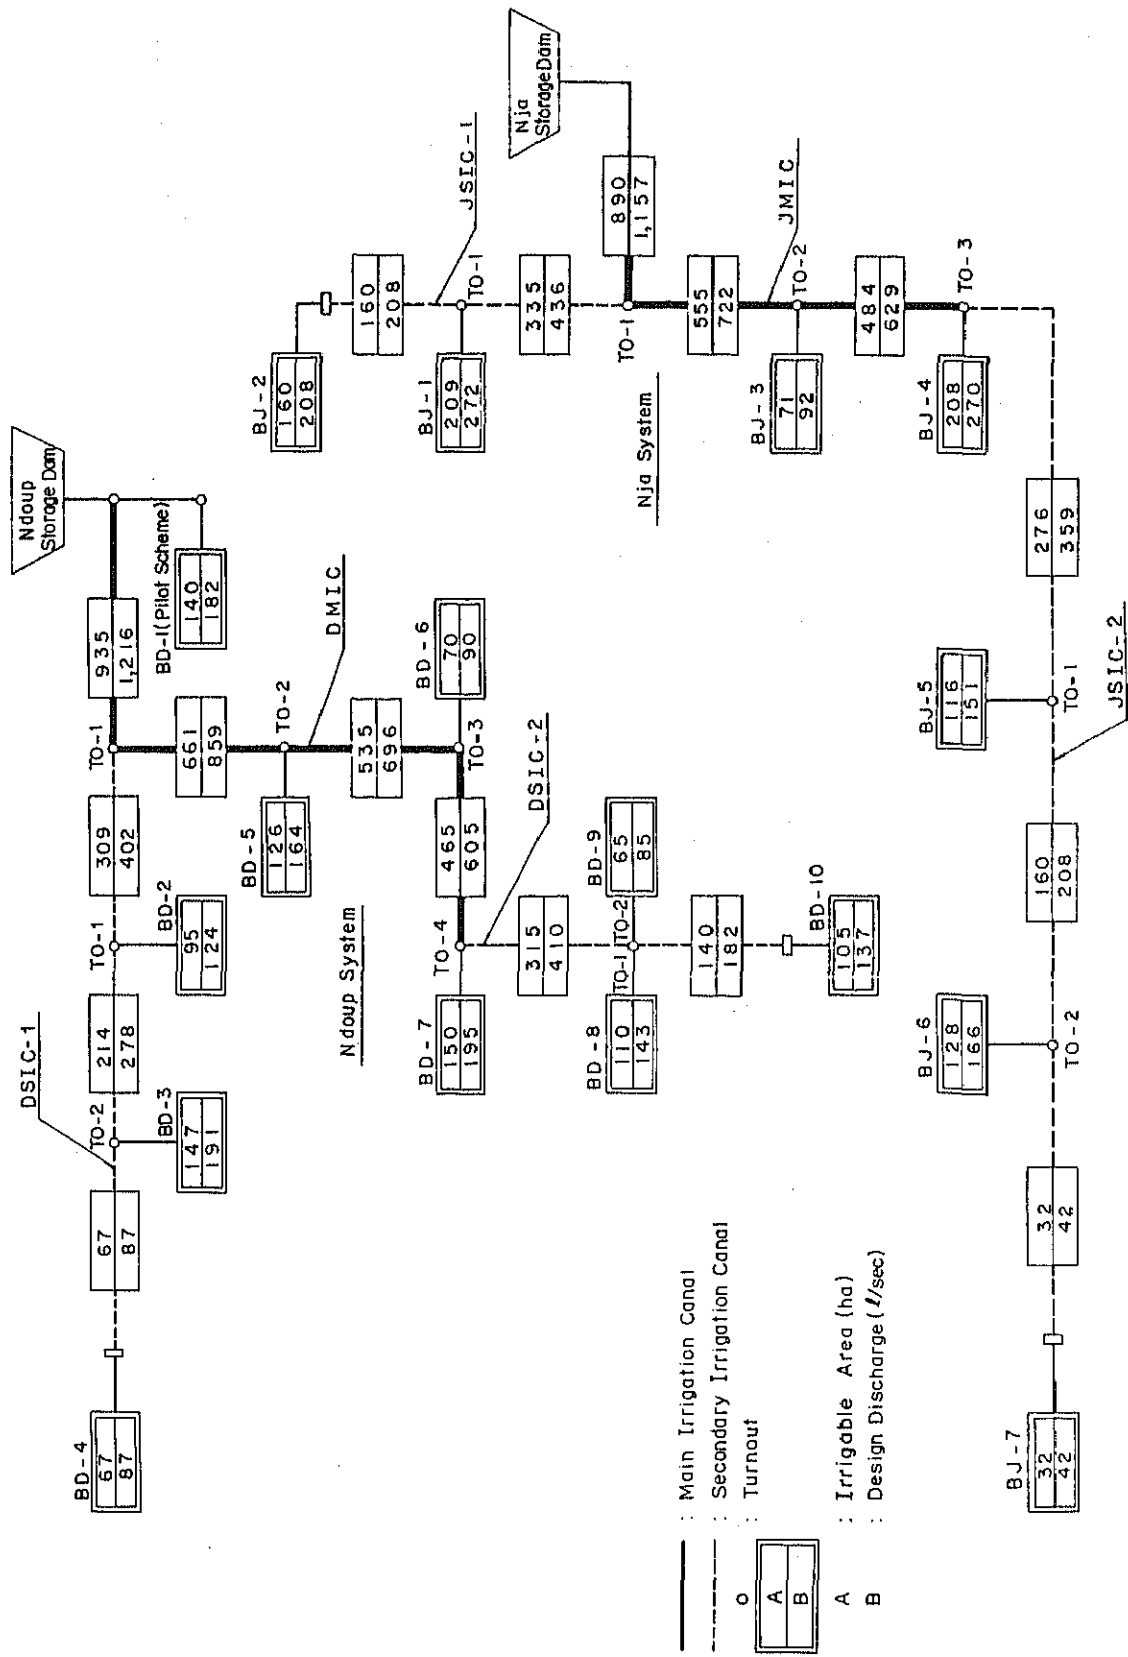 Ndoup
Storage Dam
935
1,216
TO-1
309
402
TO-1
214
278
DSIC-1
TO-2
67
87
BD-4
67
87
BD-1(Pilot Scheme)
140
182
BD-2
95
124
BD-3
147
191
661
859
DMIC
TO-2
BD-5
126
164
535
696
BD-6
70
90
TO-3
465
605
DSIC-2
TO-4
BD-7
150
195
Ndoup System
315
410
BD-9
65
85
TO-2
TO-1
BD-8
110
143
140
182
BD-10
105
137
Nja
Storage Dam
890
1,157
JSIC-1
BJ-2
160
208
160
208
TO-1
BJ-1
209
272
335
436
TO-1
Nja System
555
722
JMIC
TO-2
BJ-3
71
92
484
629
TO-3
BJ-4
208
270
276
359
BJ-5
116
151
TO-1
JSIC-2
160
208
BJ-6
128
166
TO-2
32
42
BJ-7
32
42
: Main Irrigation Canal
: Secondary Irrigation Canal
: Turnout
A
B
A : Irrigable Area (ha)
B : Design Discharge (ℓ/sec)